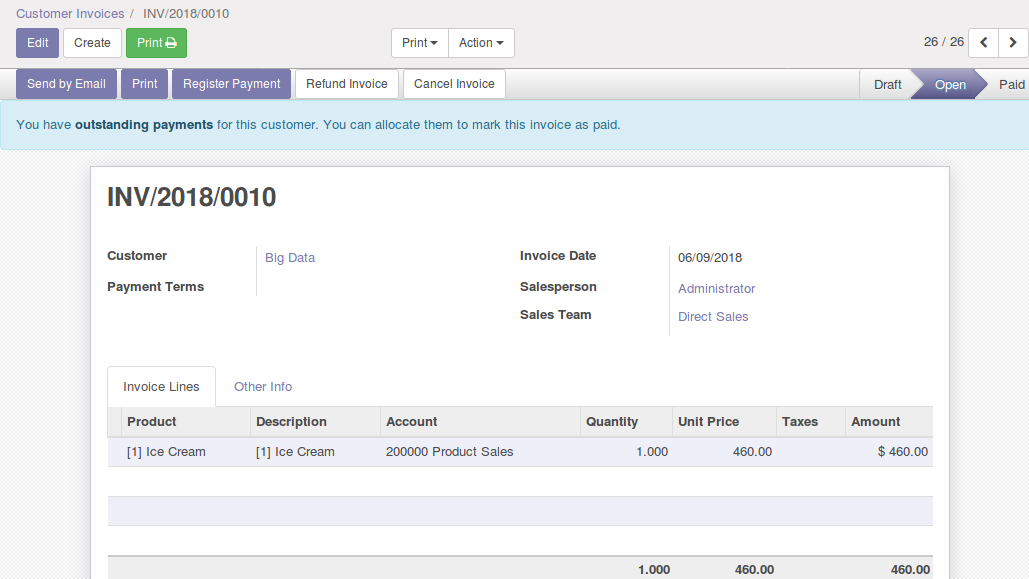 Customer Invoices / INV/2018/0010
Edit Create Print Print Action 26 / 26
Send by Email Print Register Payment Refund Invoice Cancel Invoice Draft Open Paid
You have outstanding payments for this customer. You can allocate them to mark this invoice as paid.
INV/2018/0010
Customer Big Data Invoice Date 06/09/2018
Payment Terms Salesperson Administrator
Sales Team Direct Sales
Invoice Lines Other Info
Product Description Account Quantity Unit Price Taxes Amount
[1] Ice Cream [1] Ice Cream 200000 Product Sales 1.000 460.00 $ 460.00
1.000 460.00 460.00